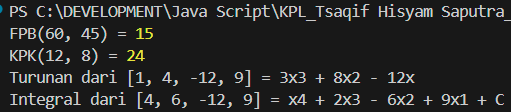 PS C:\DEVELOPMENT\Java Script\KPL_Tsaqif Hisyam Saputra_
FPB(60, 45) = 15
KPK(12, 8) = 24
Turunan dari [1, 4, -12, 9] = 3x3 + 8x2 - 12x
Integral dari [4, 6, -12, 9] = x4 + 2x3 - 6x2 + 9x1 + C